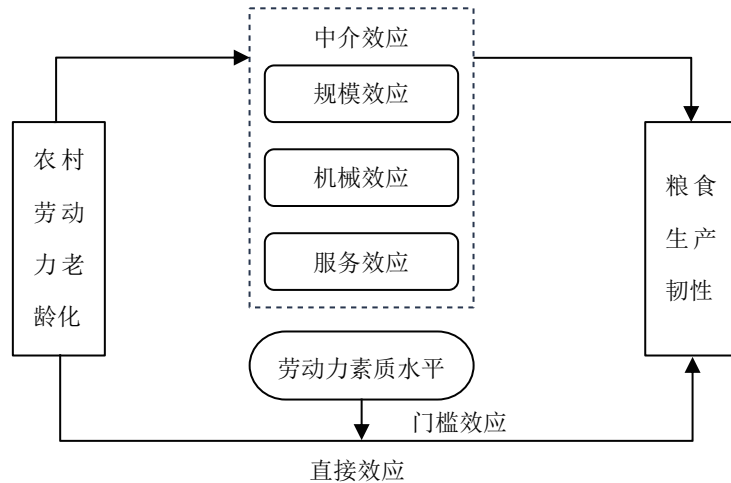 中介效应
规模效应
机械效应
服务效应
农村
劳动
力老
龄化
粮食
生产
韧性
劳动力素质水平
门槛效应
直接效应